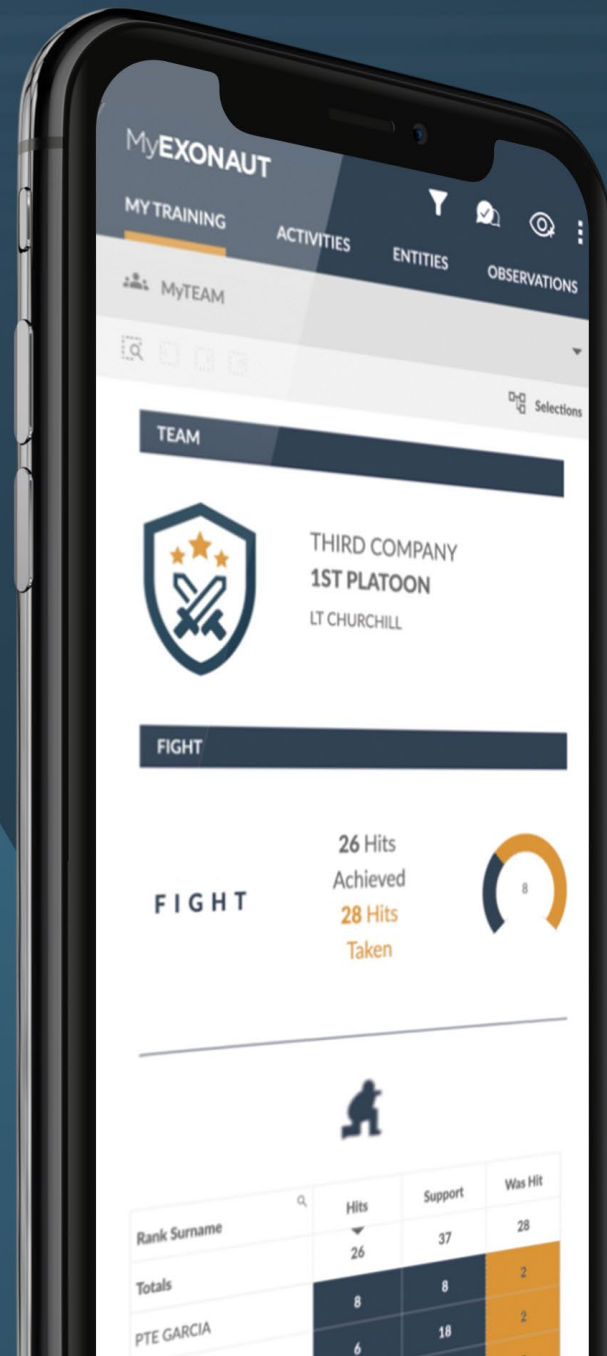 MyEXONAUT
MY TRAINING ACTIVITIES ENTITIES OBSERVATIONS
MyTEAM
Selections
TEAM
THIRD COMPANY
1ST PLATOON
LT CHURCHILL
FIGHT
FIGHT
26 Hits
Achieved
28 Hits
Taken
8
Rank Surname Hits Support Was Hit
Totals 26 37 28
PTE GARCIA 8 8 2
6 18 2